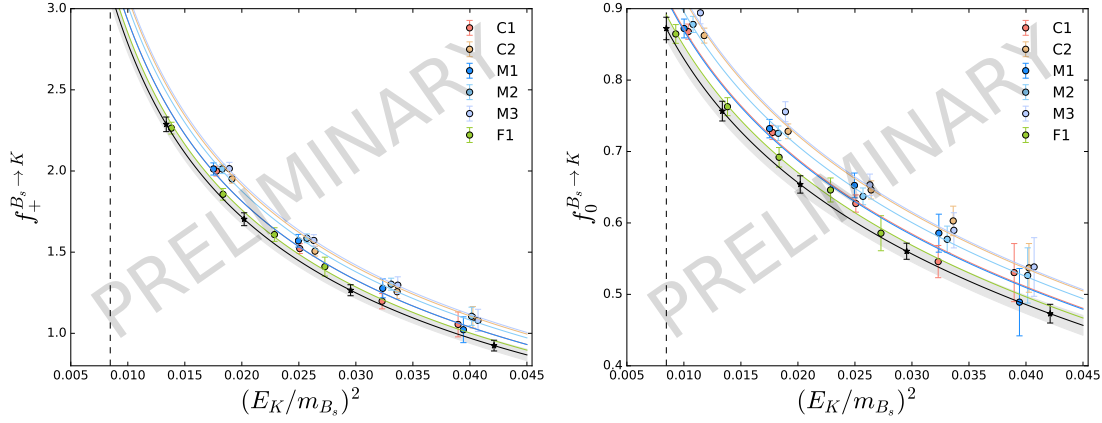 3.0
2.5
2.0
1.5
1.0
0.005 0.010 0.015 0.020 0.025 0.030 0.035 0.040 0.045
(E_K/m_{B_s})^2
f_+^{B_s→K}
C1
C2
M1
M2
M3
F1
PRELIMINARY
0.9
0.8
0.7
0.6
0.5
0.4
0.005 0.010 0.015 0.020 0.025 0.030 0.035 0.040 0.045
(E_K/m_{B_s})^2
f_0^{B_s→K}
C1
C2
M1
M2
M3
F1
PRELIMINARY